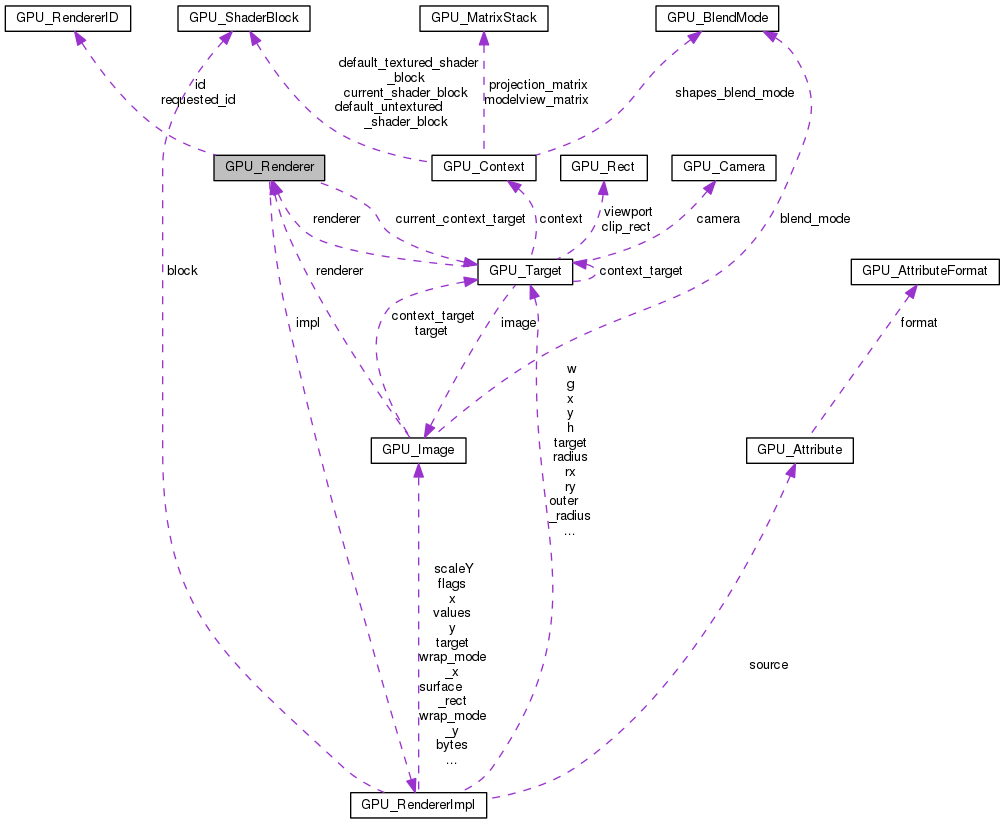 GPU_RendererID
GPU_ShaderBlock
GPU_MatrixStack
GPU_BlendMode
id
requested_id
default_textured_shader
_block
current_shader_block
default_untextured
_shader_block
projection_matrix
modelview_matrix
shapes_blend_mode
GPU_Renderer
GPU_Context
GPU_Rect
GPU_Camera
renderer
current_context_target
context
viewport
clip_rect
camera
blend_mode
block
renderer
GPU_Target
context_target
GPU_AttributeFormat
impl
context_target
target
image
format
w
g
x
y
h
target
radius
rx
ry
outer
_radius
...
GPU_Image
GPU_Attribute
scaleY
flags
x
values
y
target
wrap_mode
_x
surface
_rect
wrap_mode
_y
bytes
...
source
GPU_RendererImpl